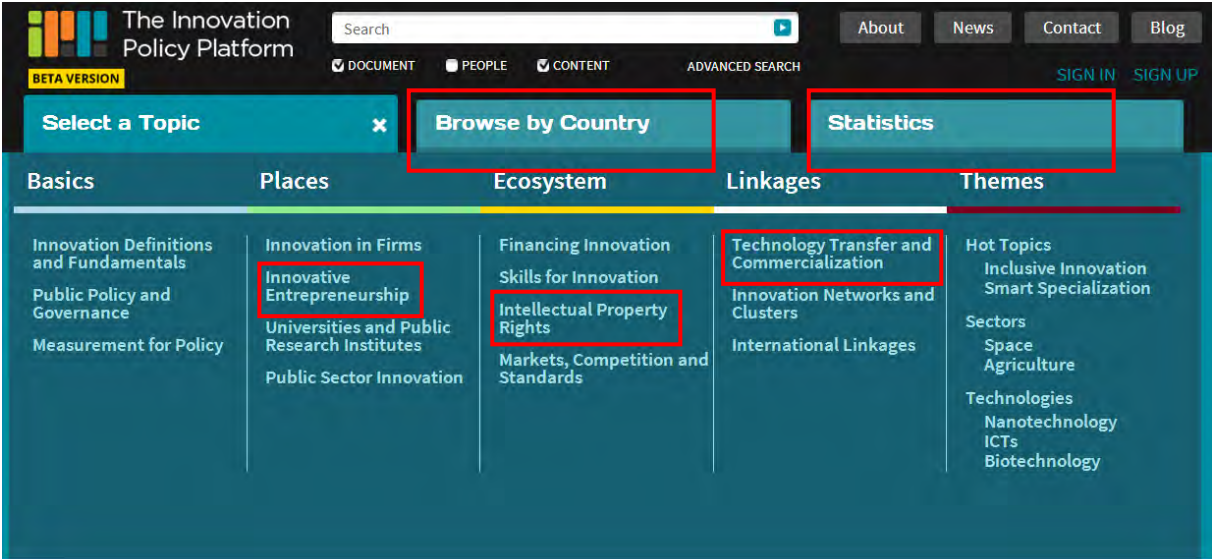 The Innovation
Policy Platform
BETA VERSION
Search
DOCUMENT PEOPLE CONTENT ADVANCED SEARCH
About News Contact Blog
SIGN IN SIGN UP
Select a Topic x
Browse by Country
Statistics
Basics
Innovation Definitions
and Fundamentals
Public Policy and
Governance
Measurement for Policy
Places
Innovation in Firms
Innovative
Entrepreneurship
Universities and Public
Research Institutes
Public Sector Innovation
Ecosystem
Financing Innovation
Skills for Innovation
Intellectual Property
Rights
Markets, Competition and
Standards
Linkages
Technology Transfer and
Commercialization
Innovation Networks and
Clusters
International Linkages
Themes
Hot Topics
Inclusive Innovation
Smart Specialization
Sectors
Space
Agriculture
Technologies
Nanotechnology
ICTs
Biotechnology